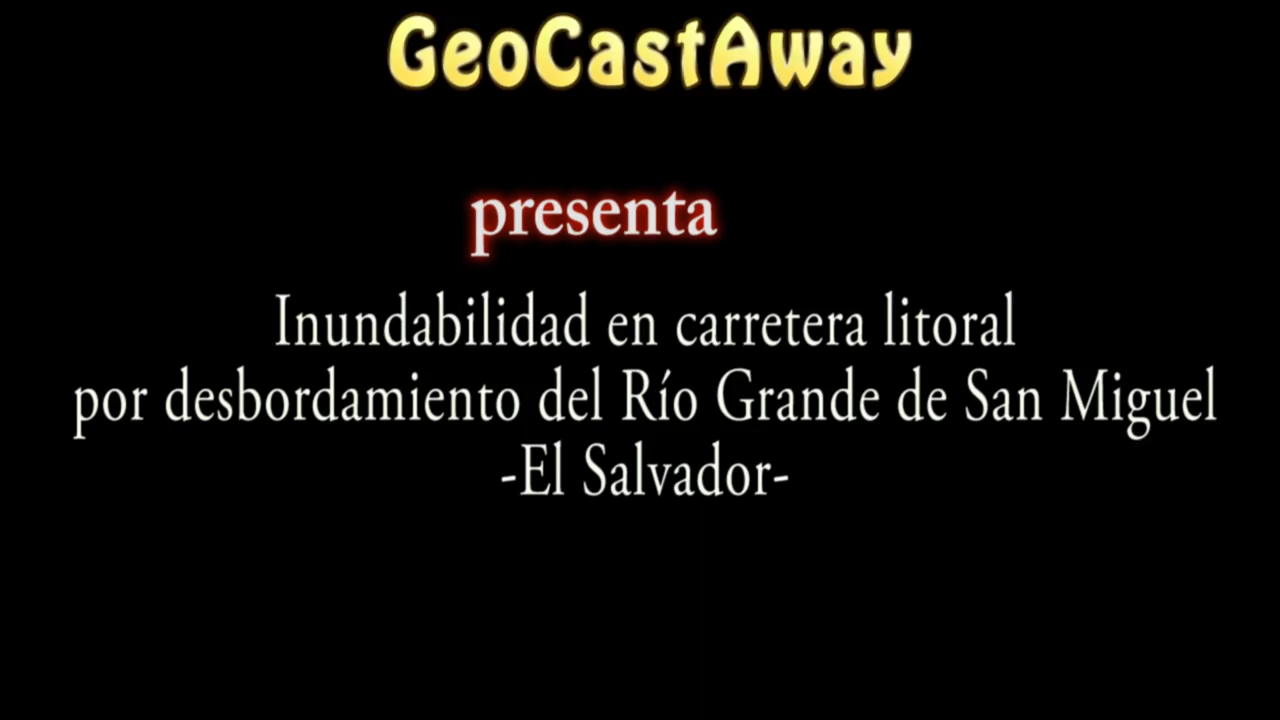 GeoCastAway
presenta
Inundabilidad en carretera litoral
por desbordamiento del Río Grande de San Miguel
-El Salvador-